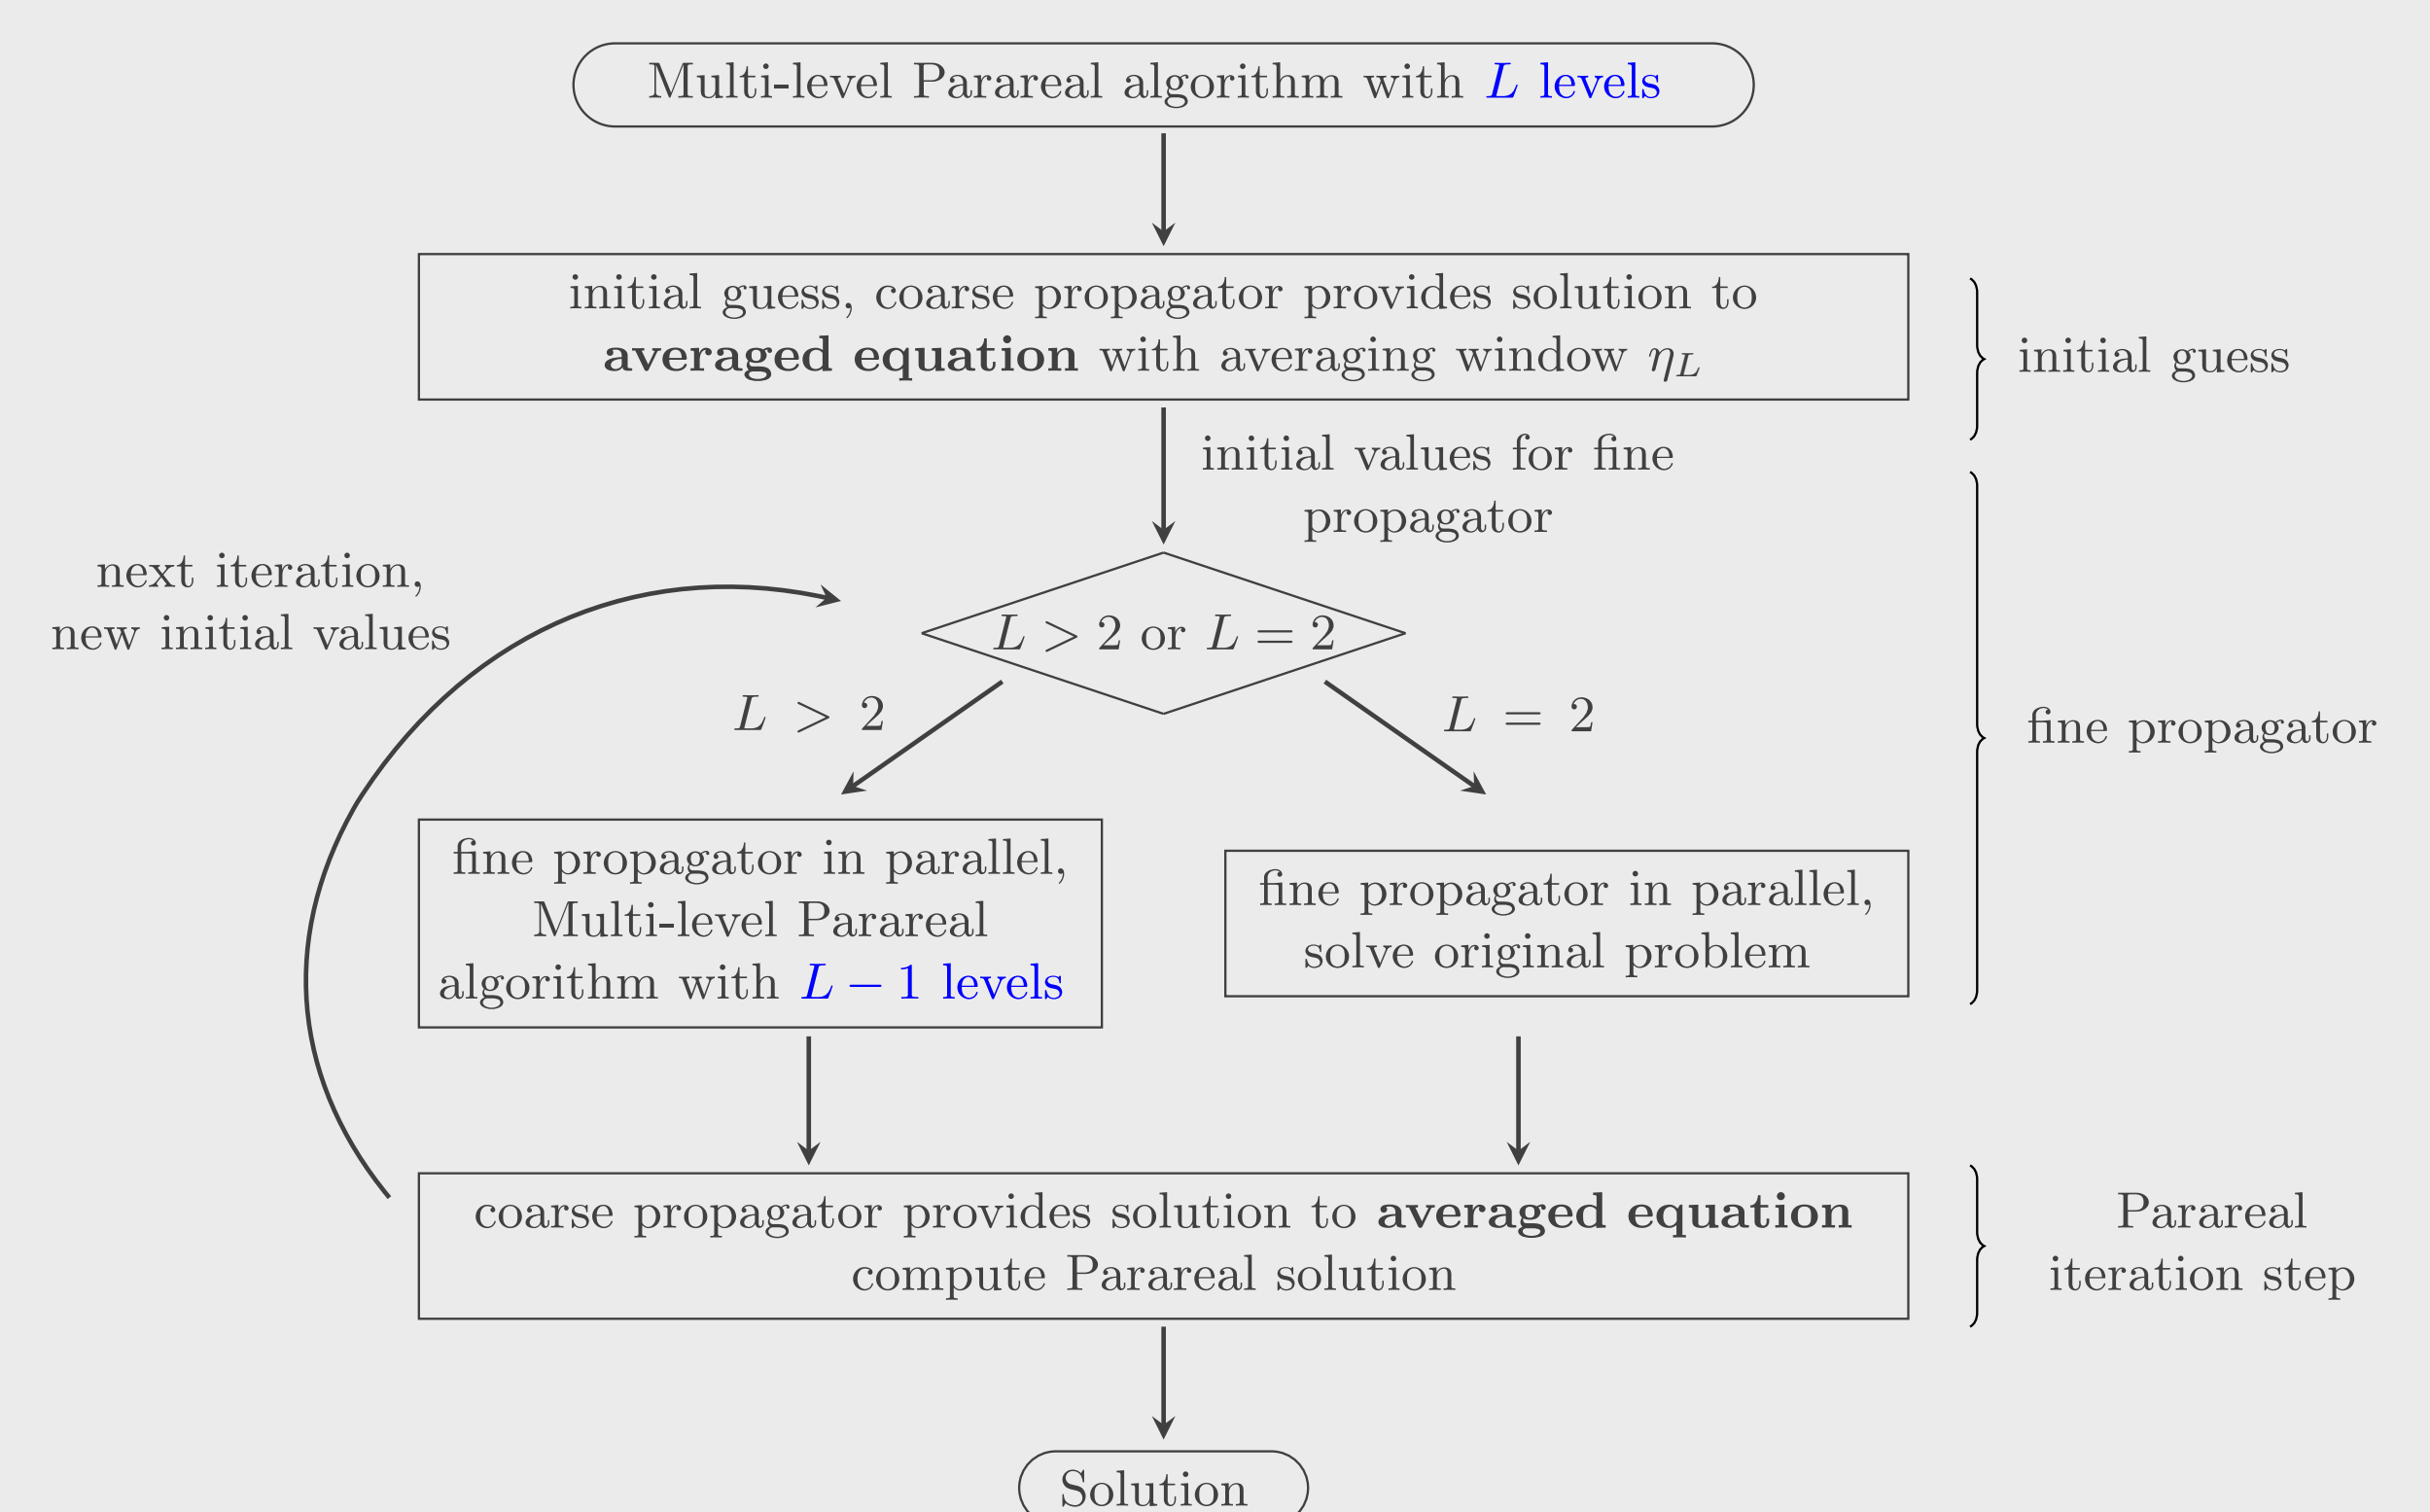 Multi-level Parareal algorithm with L levels
initial guess, coarse propagator provides solution to
averaged equation with averaging window η_L
initial guess
initial values for fine
propagator
next iteration,
new initial values
L > 2 or L = 2
L > 2
L = 2
fine propagator
fine propagator in parallel,
Multi-level Parareal
algorithm with L − 1 levels
fine propagator in parallel,
solve original problem
coarse propagator provides solution to averaged equation
compute Parareal solution
Parareal
iteration step
Solution